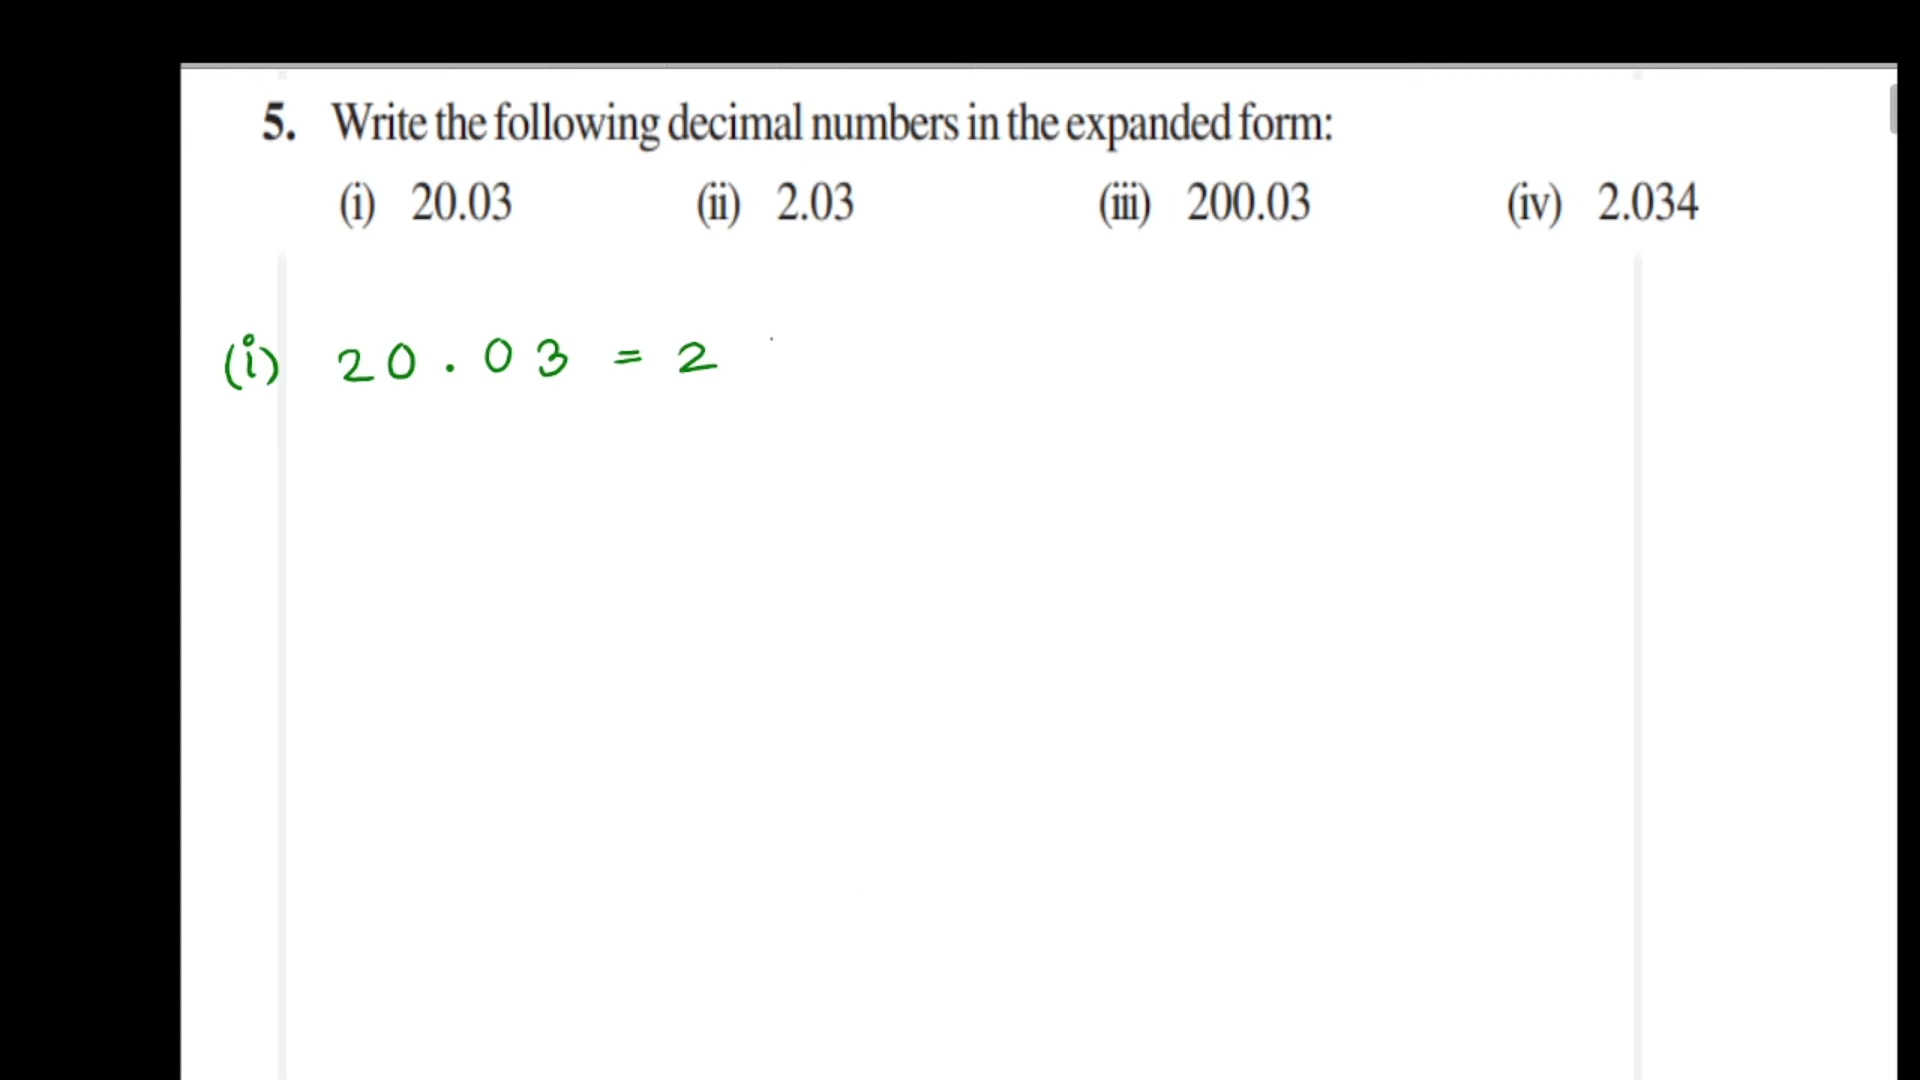 5. Write the following decimal numbers in the expanded form:
(i) 20.03 (ii) 2.03 (iii) 200.03 (iv) 2.034
(i) 20.03 = 2